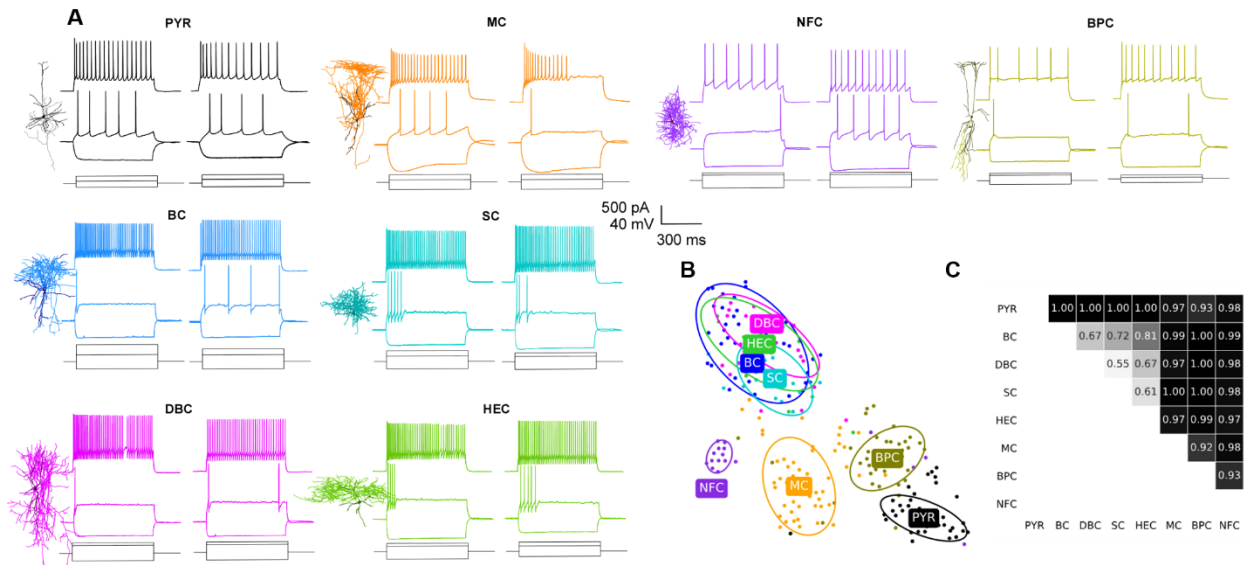 A
PYR
MC
NFC
BPC
BC
SC
500 pA
40 mV
300 ms
DBC
HEC
B
DBC
HEC
BC
SC
NFC
MC
BPC
PYR
C
PYR 1.00 1.00 1.00 1.00 0.97 0.93 0.98
BC 0.67 0.72 0.81 0.99 1.00 0.99
DBC 0.55 0.67 0.97 1.00 0.98
SC 0.61 1.00 1.00 0.98
HEC 0.97 0.99 0.97
MC 0.92 0.98
BPC 0.93
NFC
PYR BC DBC SC HEC MC BPC NFC